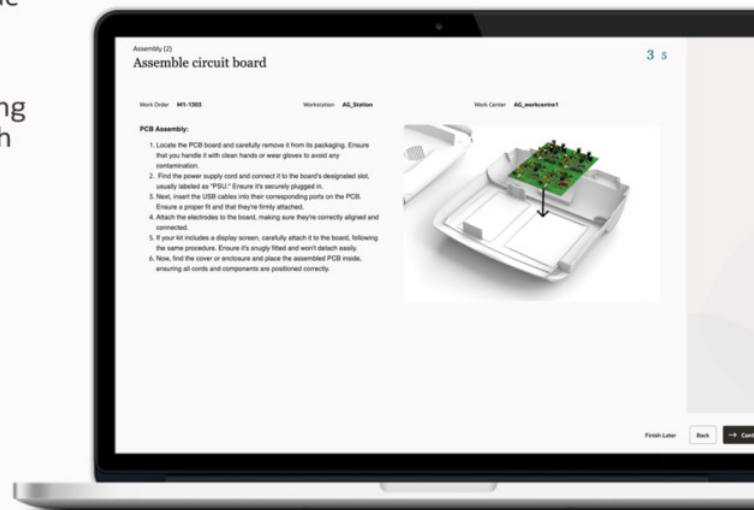 ng
h
Assembly (2)
Assemble circuit board
3 5
Work Order M1-1303 Workstation AG_Station Work Center AG_workcentre1
PCB Assembly:
1. Locate the PCB board and carefully remove it from its packaging. Ensure
that you handle it with clean hands or wear gloves to avoid any
contamination.
2. Find the power supply cord and connect it to the board's designated slot,
usually labeled as "PSU." Ensure it's securely plugged in.
3. Next, insert the USB cables into their corresponding ports on the PCB.
Ensure a proper fit and that they're firmly attached.
4. Attach the electrodes to the board, making sure they're correctly aligned and
connected.
5. If your kit includes a display screen, carefully attach it to the board, following
the same procedure. Ensure it's snugly fitted and won't detach easily.
6. Now, find the cover or enclosure and place the assembled PCB inside,
ensuring all cords and components are positioned correctly.
Finish Later Back → Cont